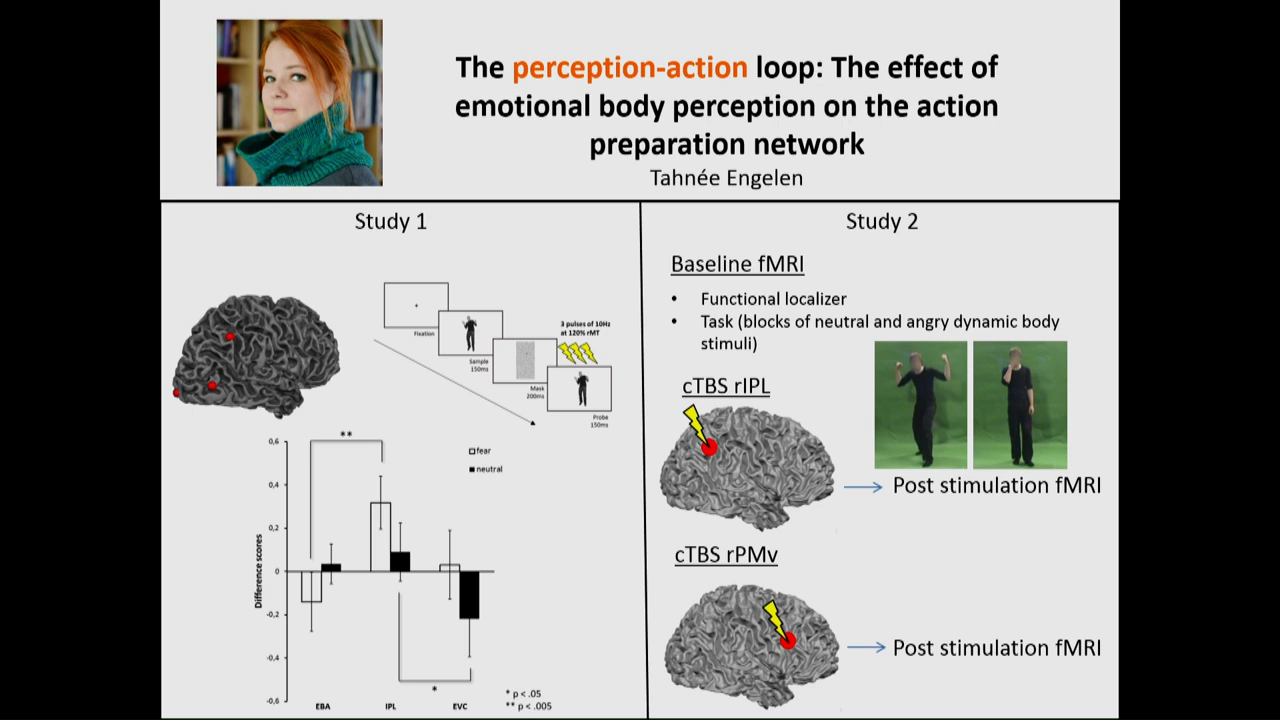 The perception-action loop: The effect of
emotional body perception on the action
preparation network
Tahnée Engelen
Study 1
Fixation
Sample
150ms
Mask
200ms
3 pulses of 10Hz
at 120% rMT
Probe
150ms
**
fear
neutral
Difference scores
0,6
0,4
0,2
0
-0,2
-0,4
-0,6
*
EBA IPL EVC
* p < .05
** p < .005
Study 2
Baseline fMRI
• Functional localizer
• Task (blocks of neutral and angry dynamic body
stimuli)
cTBS rIPL
Post stimulation fMRI
cTBS rPMv
Post stimulation fMRI